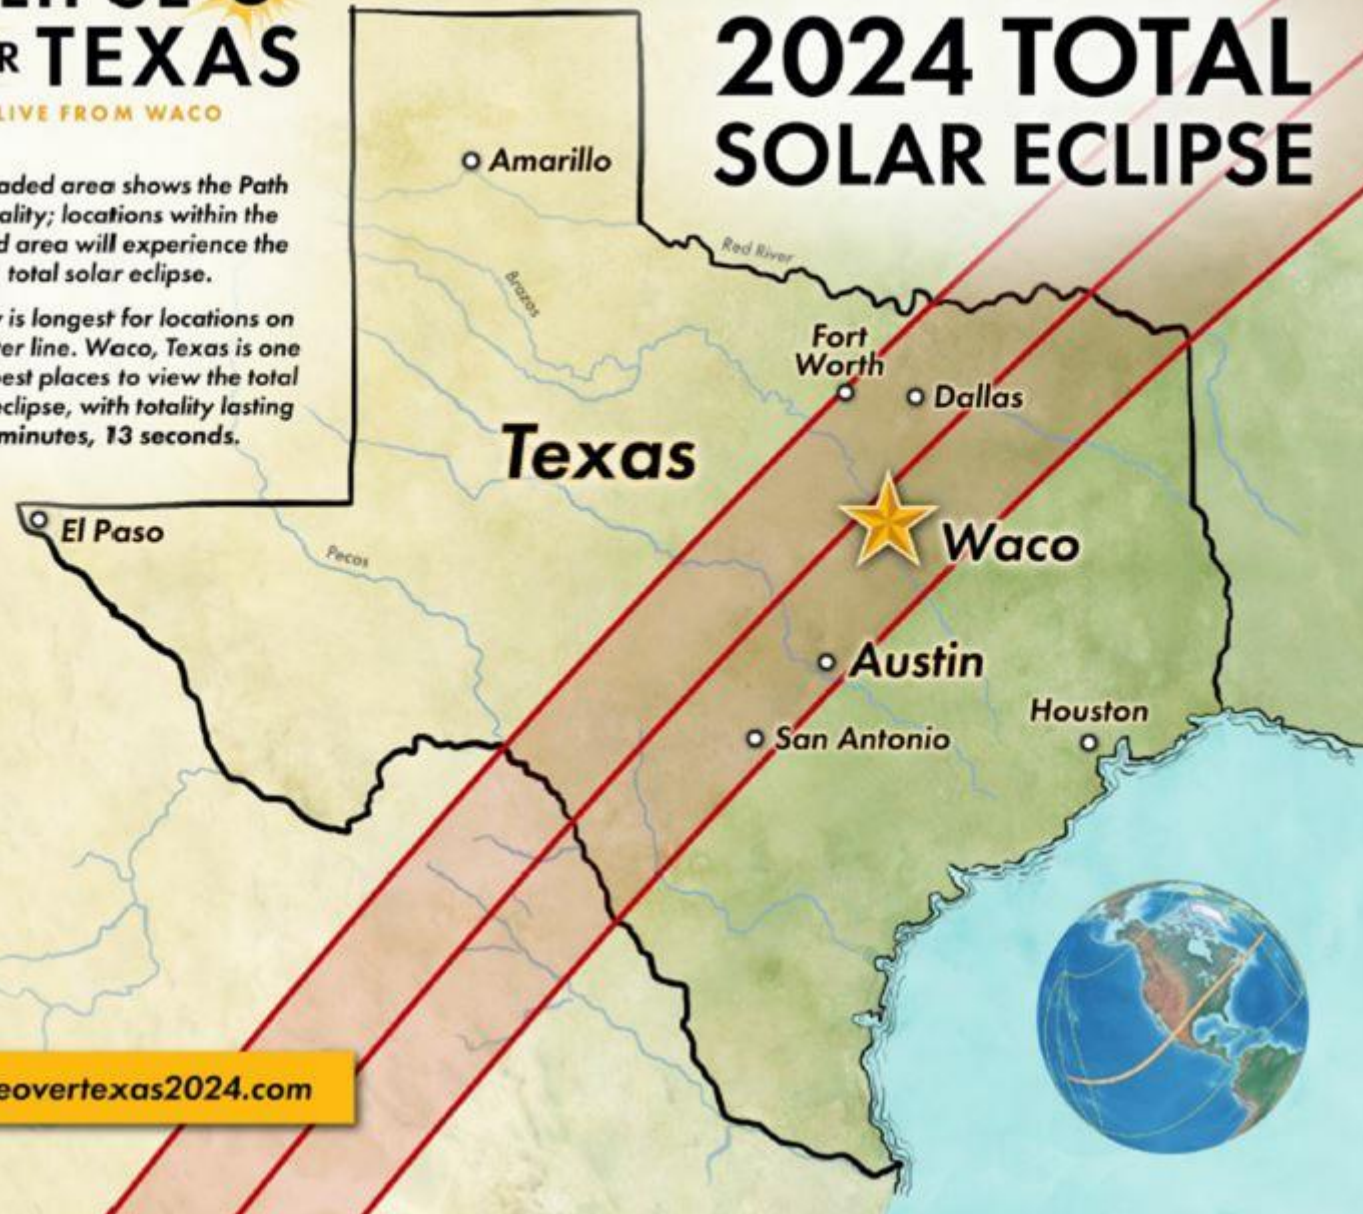 R TEXAS
LIVE FROM WACO
aded area shows the Path
ality; locations within the
d area will experience the
total solar eclipse.
is longest for locations on
er line. Waco, Texas is one
est places to view the total
eclipse, with totality lasting
minutes, 13 seconds.
2024 TOTAL
SOLAR ECLIPSE
Amarillo
Red River
Brazos
Fort
Worth
Dallas
Texas
El Paso
Pecos
Waco
Austin
Houston
San Antonio
eovertexas2024.com